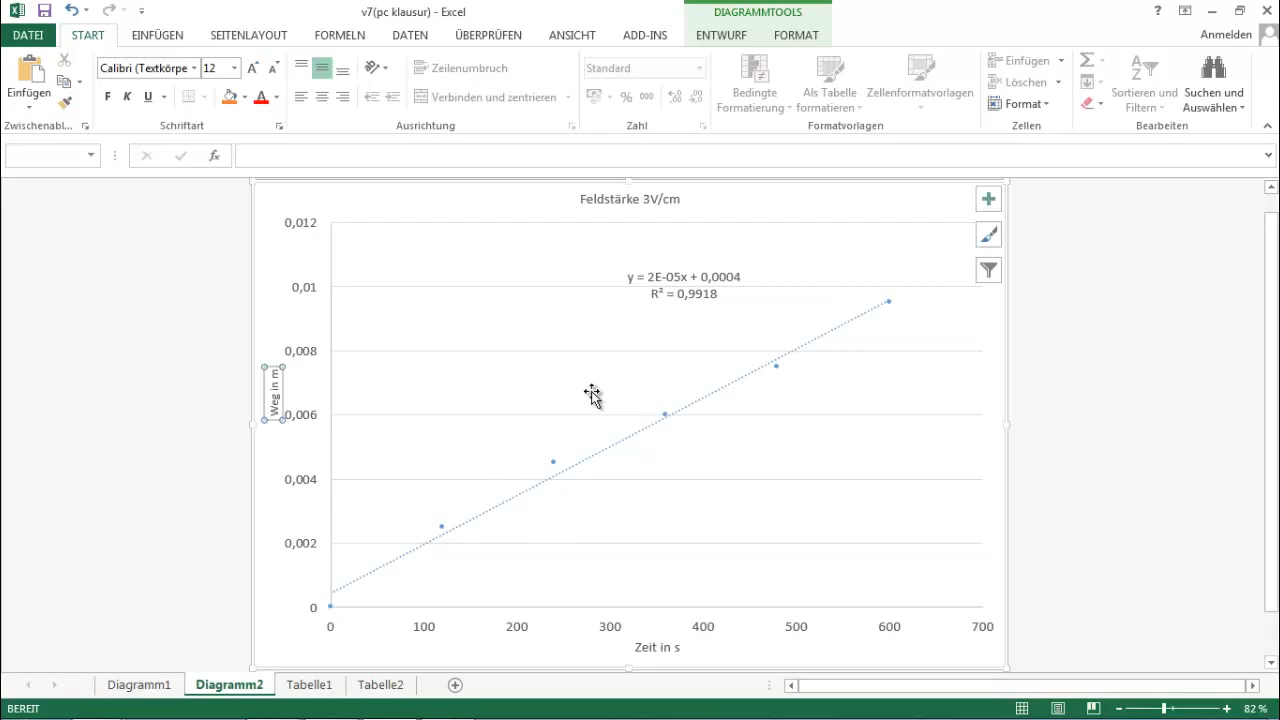 v7(pc klausur) - Excel
DIAGRAMMTOOLS
?
DATEI START EINFÜGEN SEITENLAYOUT FORMELN DATEN ÜBERPRÜFEN ANSICHT ADD-INS ENTWURF FORMAT Anmelden
Einfügen
Calibri (Textkörpe 12
F K U
Zeilenumbruch
Verbinden und zentrieren
Standard
% 000
Bedingte Formatierung
Als Tabelle formatieren
Zellenformatvorlagen
Einfügen
Löschen
Format
Sortieren und Filtern
Suchen und Auswählen
Zwischenabl... Schriftart Ausrichtung Zahl Formatvorlagen Zellen Bearbeiten
fx
Feldstärke 3V/cm
0,012
y = 2E-05x + 0,0004
0,01
R² = 0,9918
0,008
Weg in m
0,006
0,004
0,002
0
0 100 200 300 400 500 600 700
Zeit in s
Diagramm1 Diagramm2 Tabelle1 Tabelle2
BEREIT
82 %